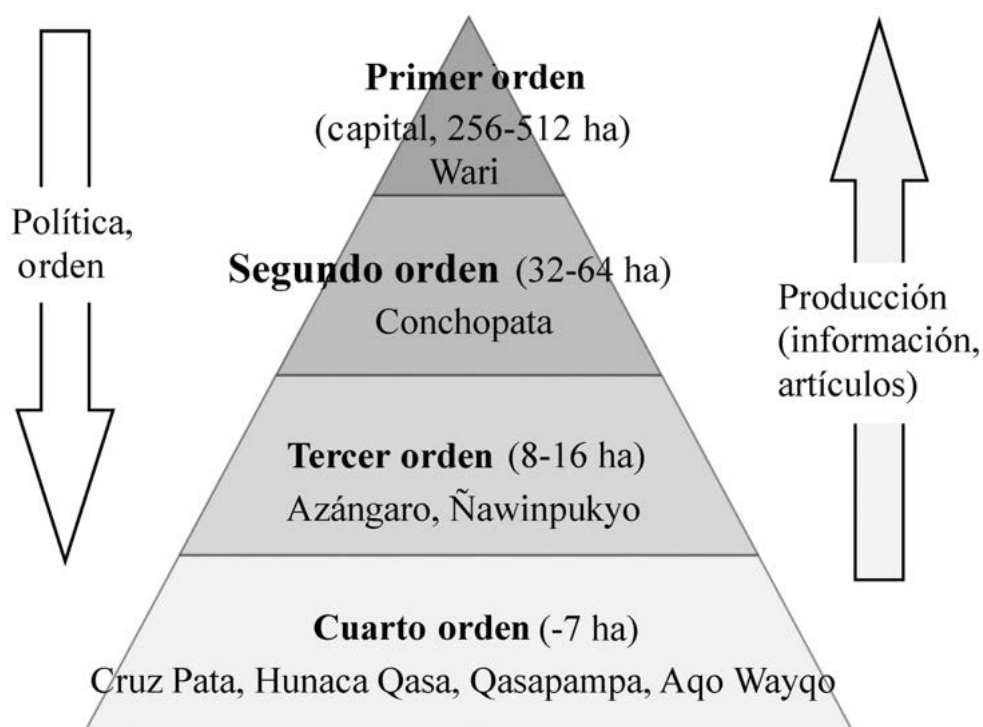 Primer orden
(capital, 256-512 ha)
Wari
Política,
orden
Segundo orden (32-64 ha)
Conchopata
Producción
(información,
artículos)
Tercer orden (8-16 ha)
Azángaro, Ñawinpukyo
Cuarto orden (-7 ha)
Cruz Pata, Hunaca Qasa, Qasapampa, Aqo Wayqo